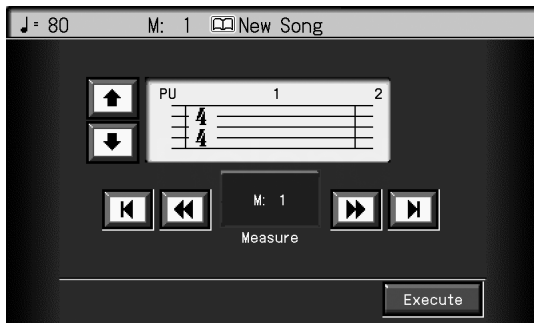 ♩= 80 M: 1 New Song
PU 1 2
4
4
M: 1
Measure
Execute